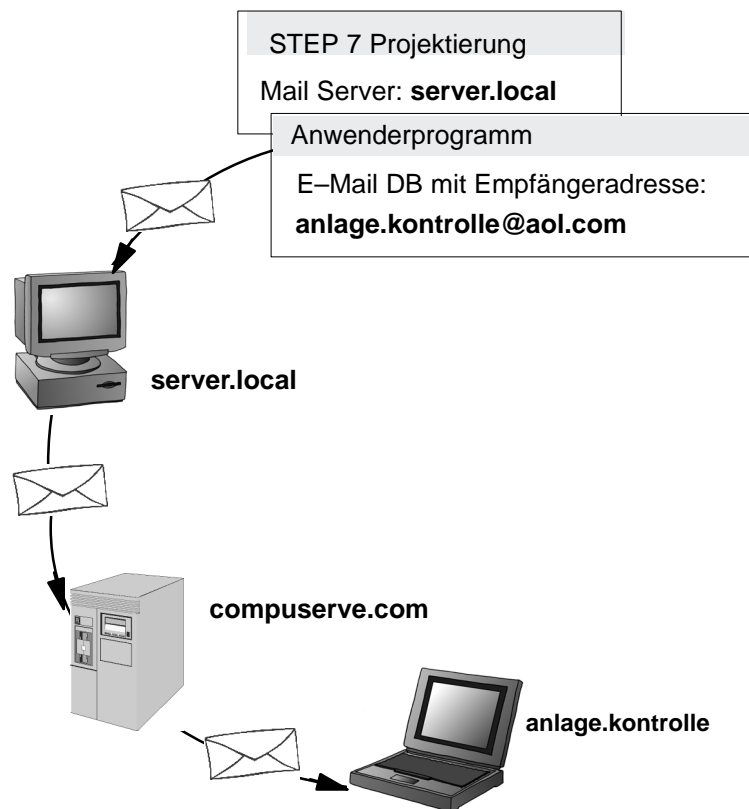 STEP 7 Projektierung
Mail Server: server.local
Anwenderprogramm
E–Mail DB mit Empfängeradresse:
anlage.kontrolle@aol.com
server.local
compuserve.com
anlage.kontrolle